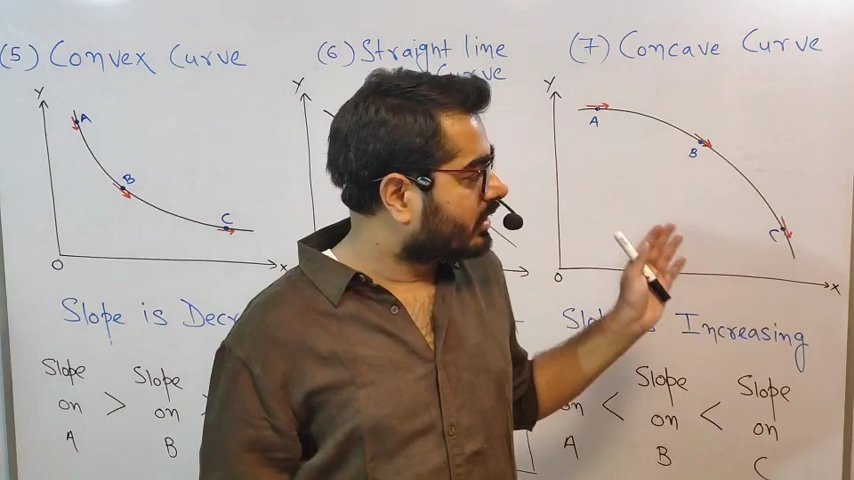 (5) Convex Curve
(6) Straight line
Curve
(7) Concave Curve
Y
A
B
C
O
X
Y
Y
A
B
C
O
X
Slope is
Increasing
Slope
on
A
>
Slope
on
B
on
A
<
Slope
on
B
<
Slope
on
C